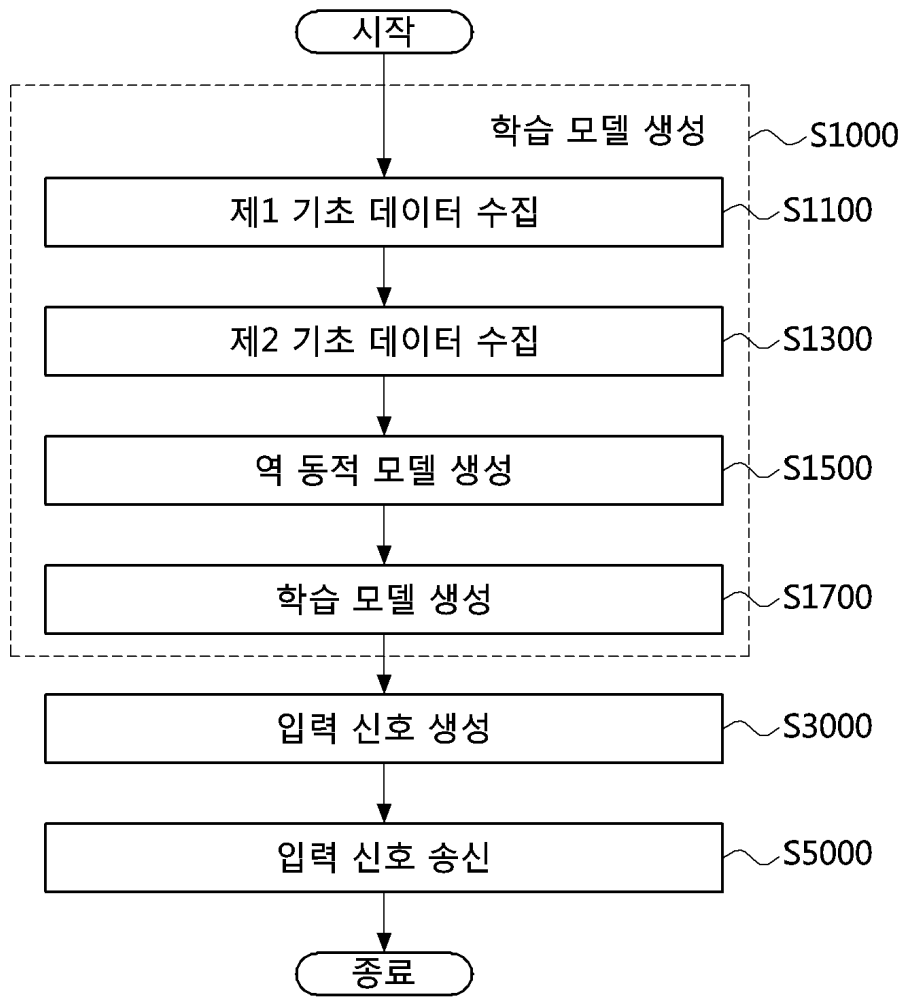 시작
학습 모델 생성
S1000
제1 기초 데이터 수집
S1100
제2 기초 데이터 수집
S1300
역 동적 모델 생성
S1500
학습 모델 생성
S1700
입력 신호 생성
S3000
입력 신호 송신
S5000
종료